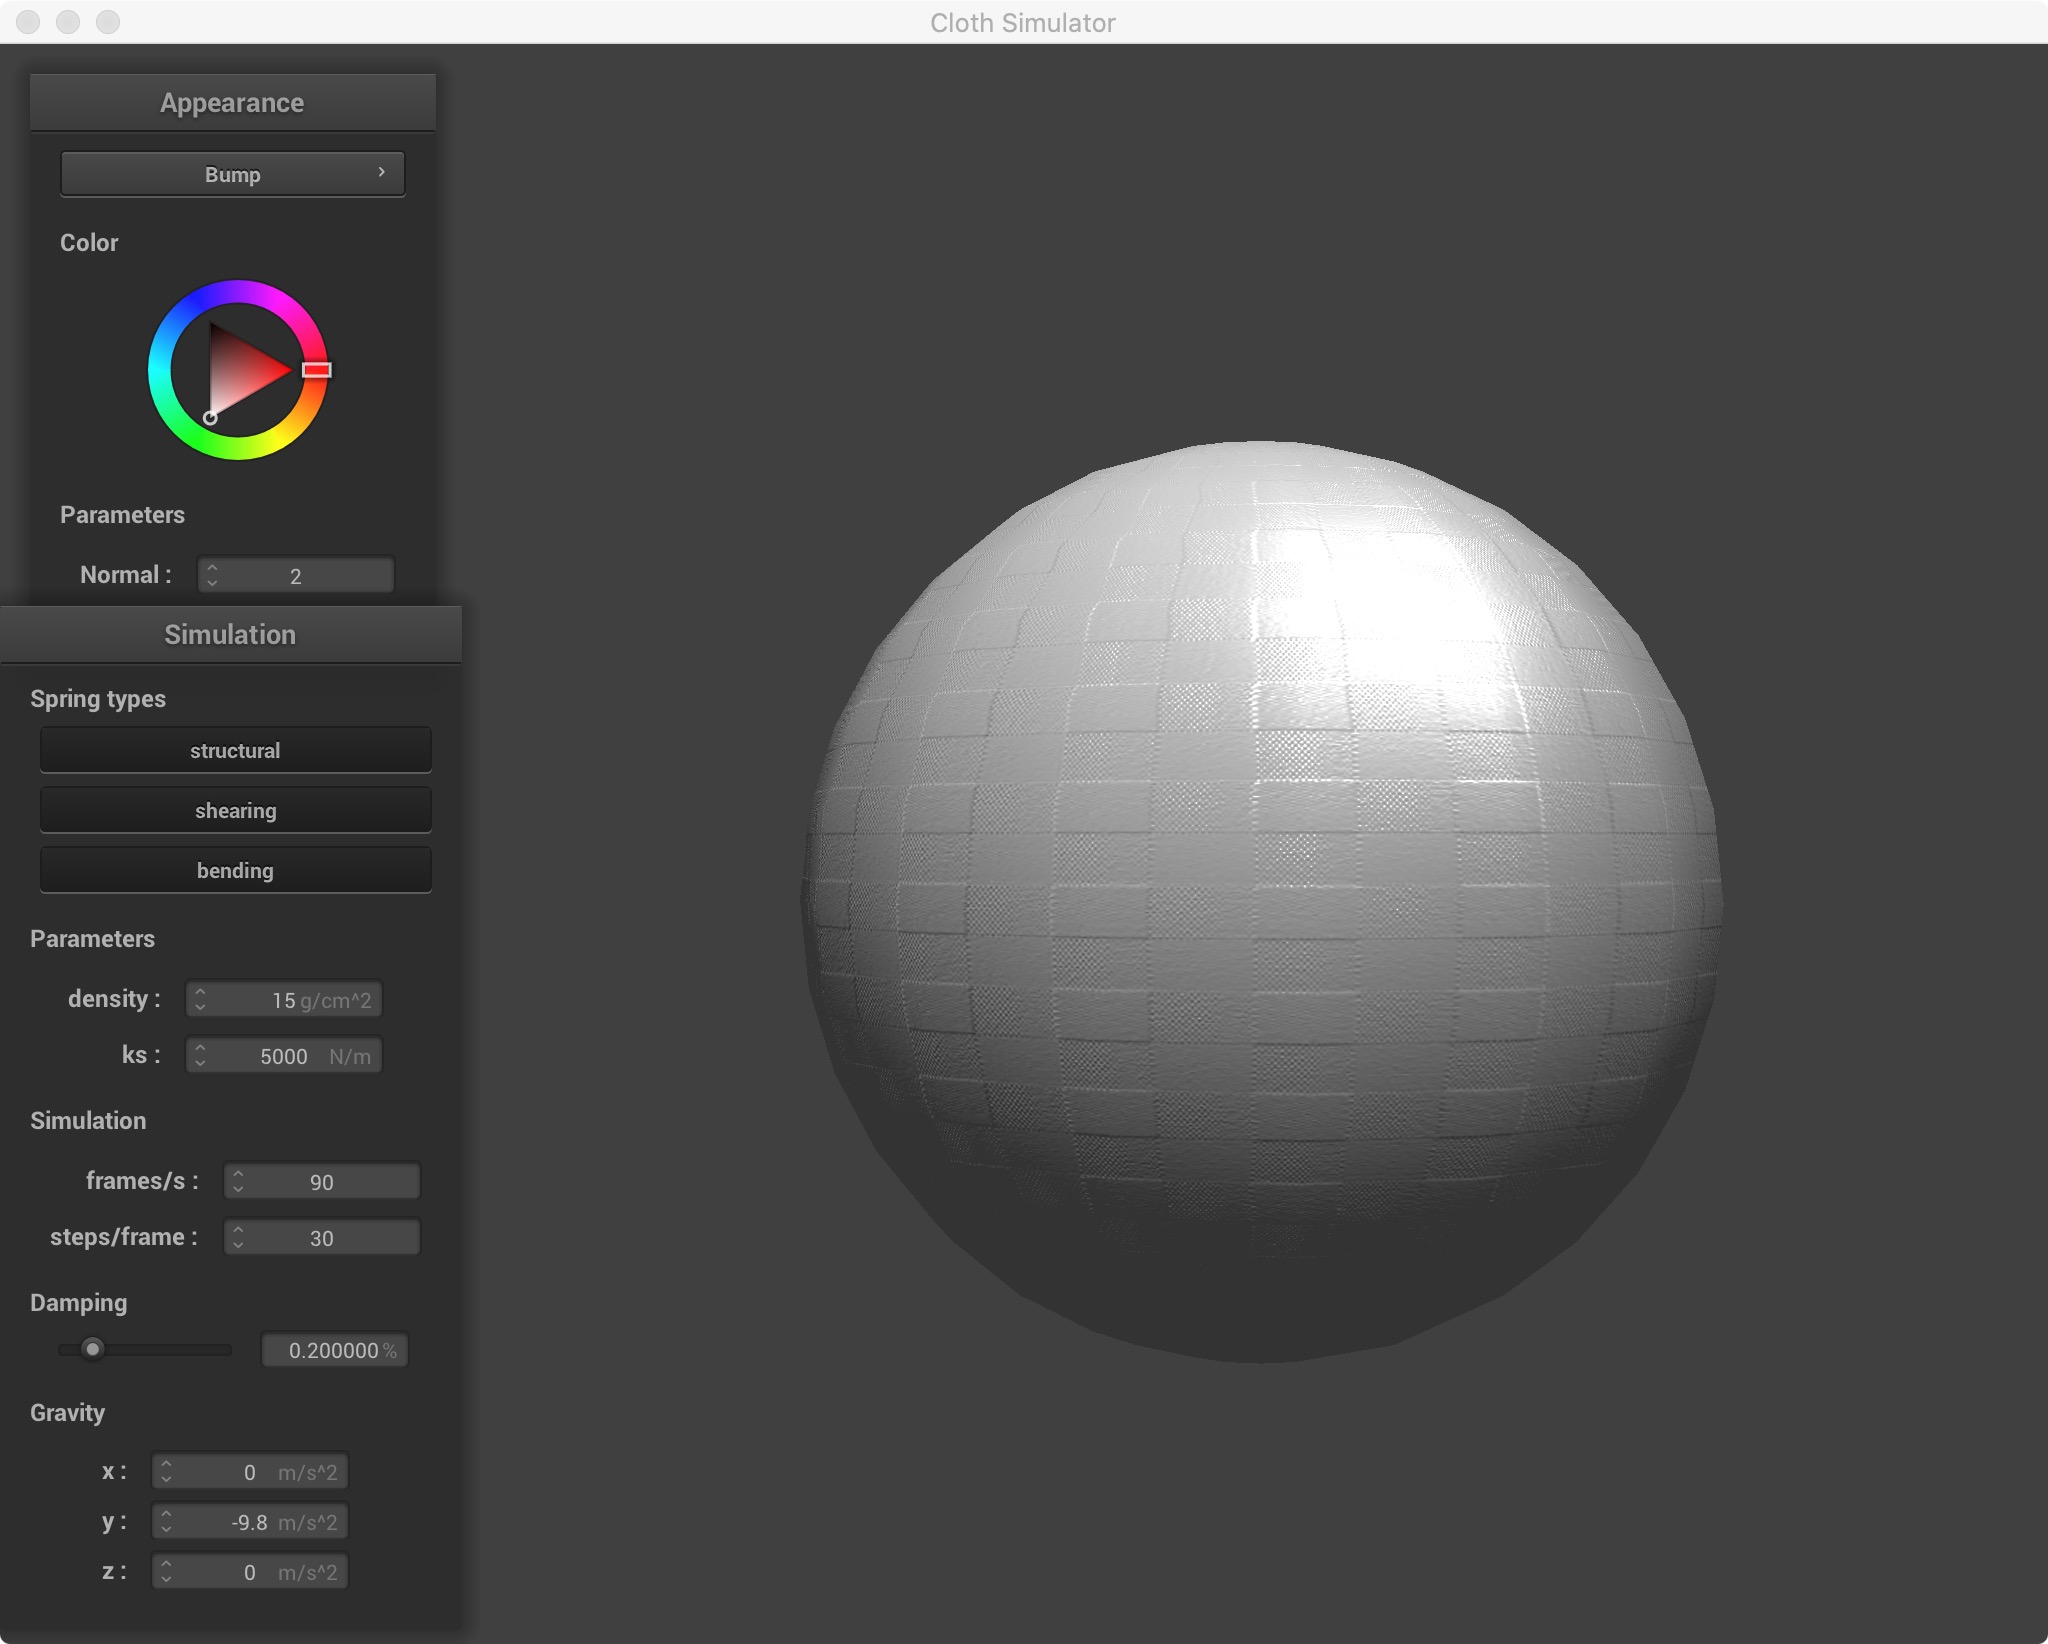 Cloth Simulator
Appearance
Bump
Color
Parameters
Normal : 2
Simulation
Spring types
structural
shearing
bending
Parameters
density : 15 g/cm^2
ks : 5000 N/m
Simulation
frames/s : 90
steps/frame : 30
Damping
0.200000 %
Gravity
x : 0 m/s^2
y : -9.8 m/s^2
z : 0 m/s^2